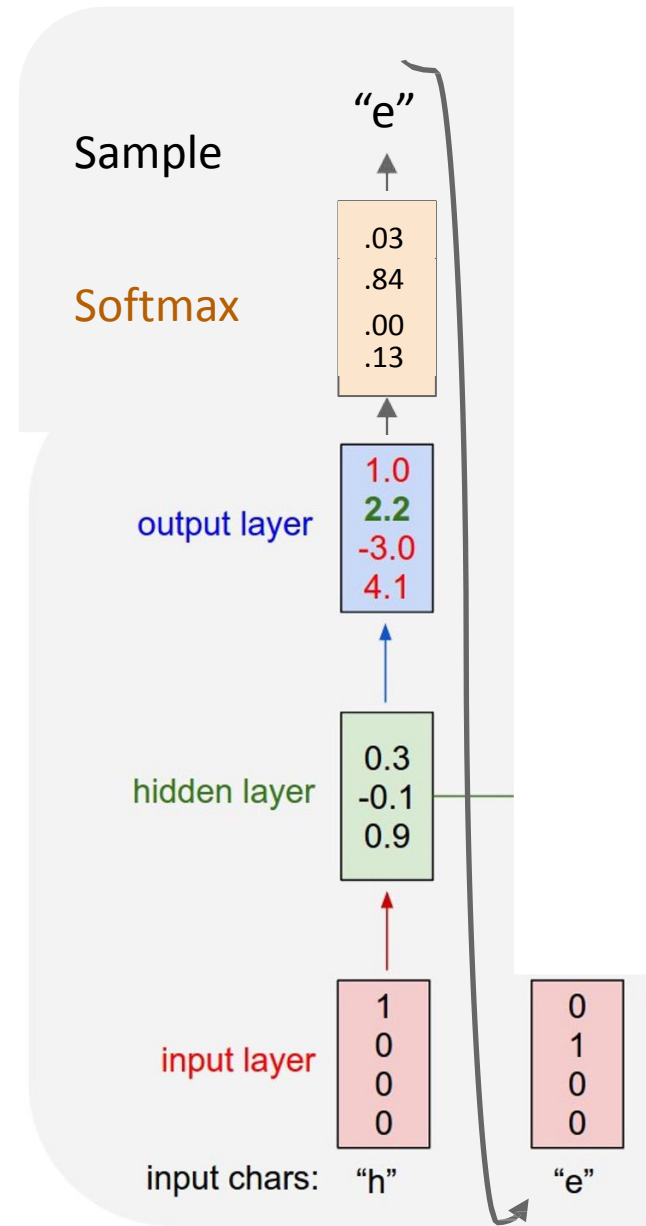 “e”
Sample
.03
.84
Softmax
.00
.13
1.0
2.2
output layer
-3.0
4.1
0.3
hidden layer
-0.1
0.9
1
0
0
1
input layer
0
0
0
0
input chars:
“h”
“e”